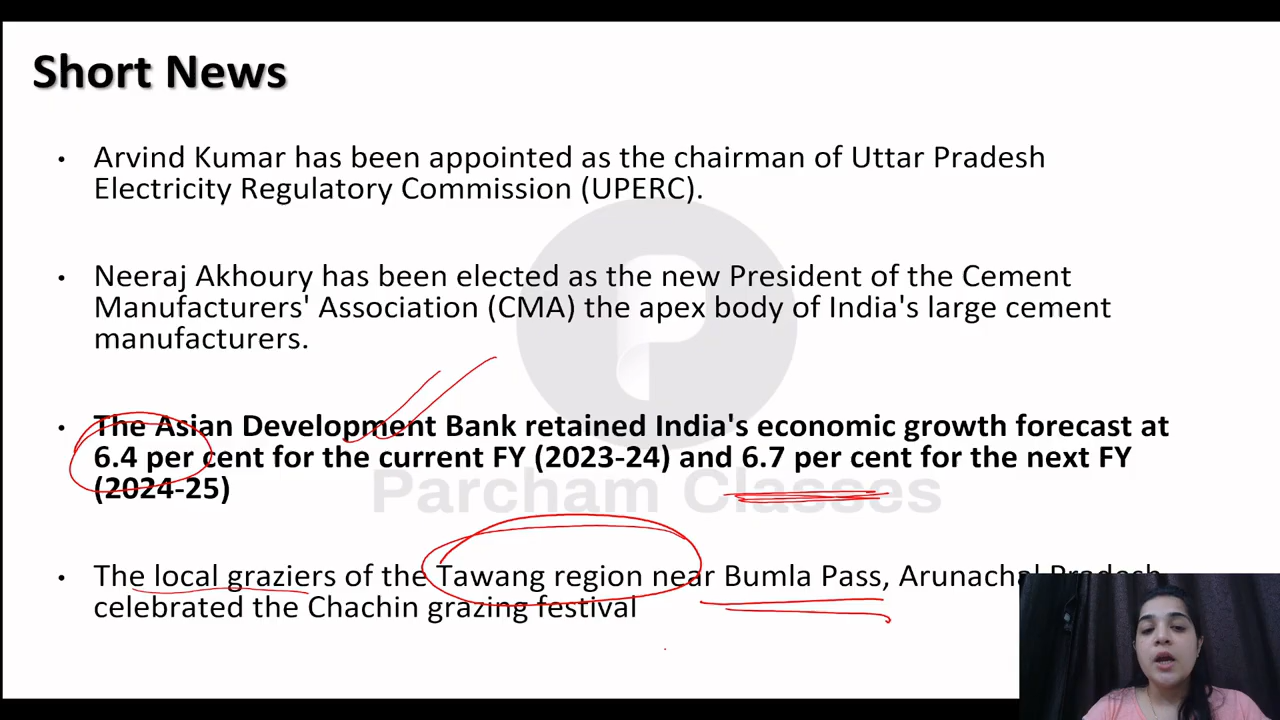 Short News
• Arvind Kumar has been appointed as the chairman of Uttar Pradesh
Electricity Regulatory Commission (UPERC).
• Neeraj Akhoury has been elected as the new President of the Cement
Manufacturers' Association (CMA) the apex body of India's large cement
manufacturers.
• The Asian Development Bank retained India's economic growth forecast at
6.4 per cent for the current FY (2023-24) and 6.7 per cent for the next FY
(2024-25)
Parcham Classes
• The local graziers of the Tawang region near Bumla Pass, Arunachal Pradesh
celebrated the Chachin grazing festival